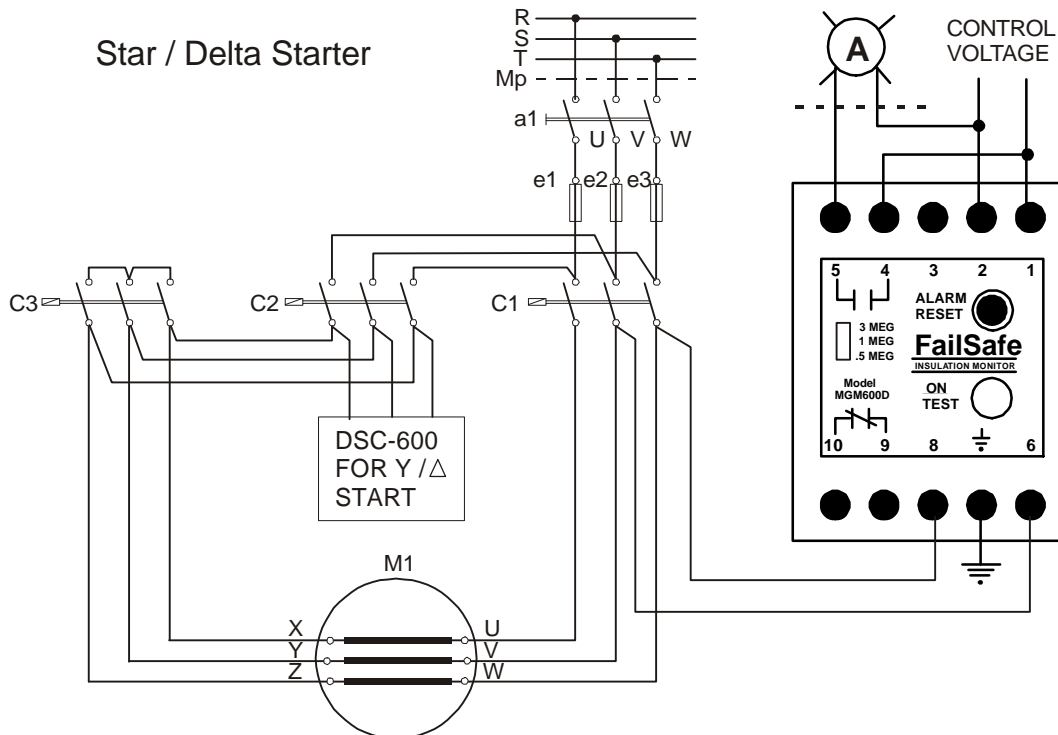 Star / Delta Starter
R
S
T
Mp
a1
U V W
e1 e2 e3
C3
C2
C1
DSC-600
FOR Y /△
START
M1
X
Y
Z
U
V
W
A
CONTROL
VOLTAGE
5 4 3 2 1
ALARM
RESET
3 MEG
1 MEG
.5 MEG
FailSafe
INSULATION MONITOR
Model
MGM600D
ON
TEST
10 9 8 6